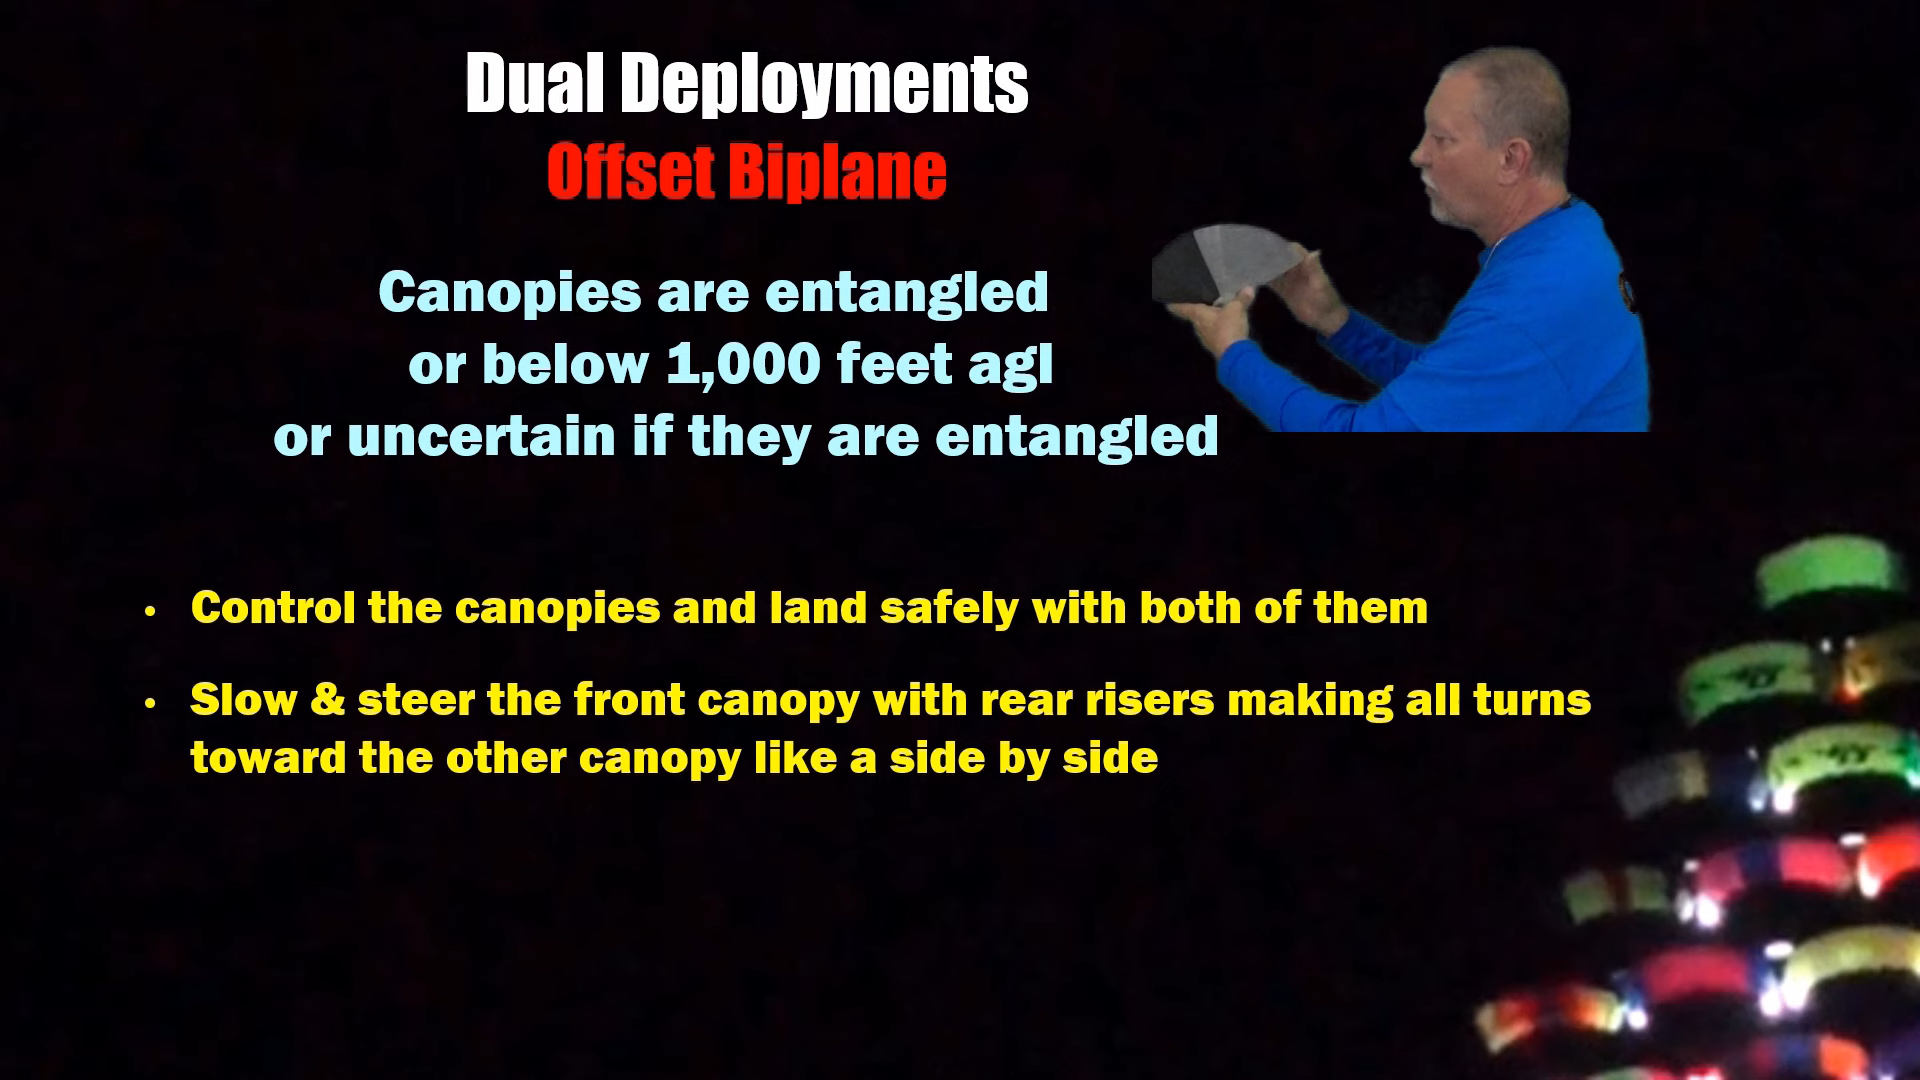 Dual Deployments
Offset Biplane
Canopies are entangled
or below 1,000 feet agl
or uncertain if they are entangled
• Control the canopies and land safely with both of them
• Slow & steer the front canopy with rear risers making all turns
toward the other canopy like a side by side